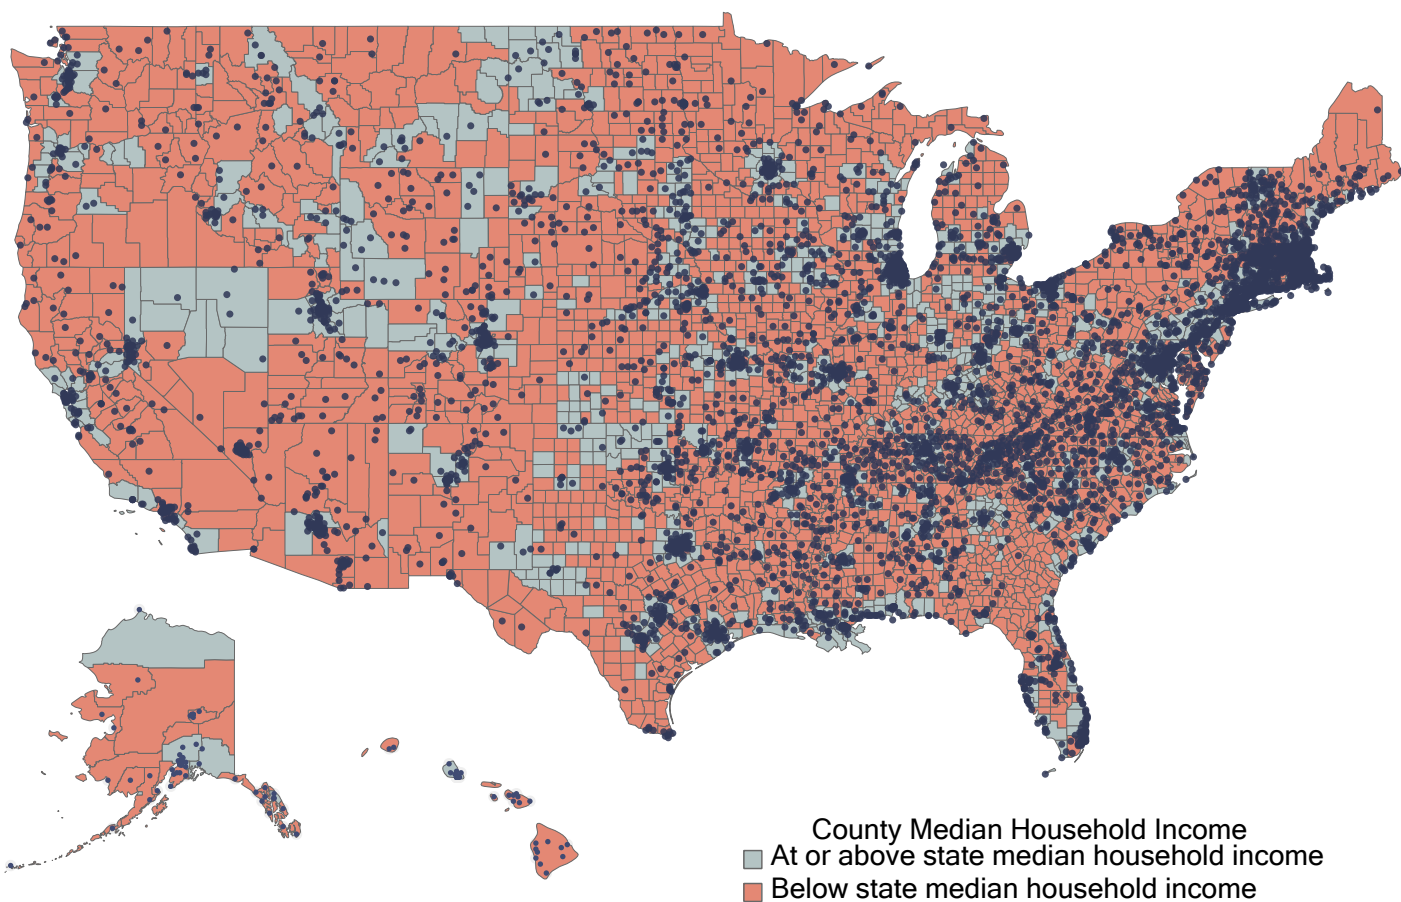 County Median Household Income
At or above state median household income
Below state median household income